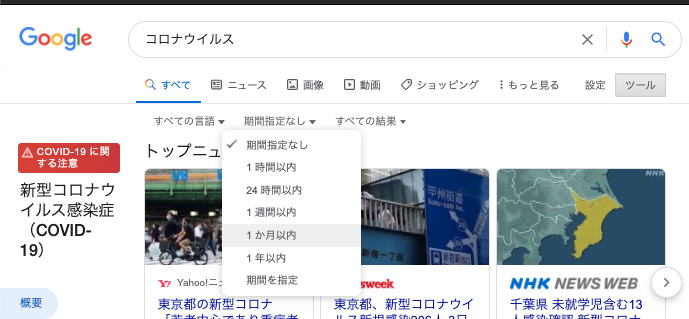 Google
コロナウイルス
すべて
ニュース
画像
動画
ショッピング
もっと見る
設定
ツール
すべての言語
期間指定なし
すべての結果
期間指定なし
1 時間以内
24 時間以内
1 週間以内
1 か月以内
1 年以内
期間を指定
COVID-19 に関
する注意
新型コロナウ
イルス感染症
（COVID-
19）
概要
トップニュ
甲州街道
新宿一丁目
NHK
Yahoo!ニ
東京都の新型コロナ
「若者中心であり重症者
sweek
東京都、新型コロナウイ
ルス新規感染206人 3日
NHK NEWS WEB
千葉県 未就学児含む13
人感染確認 新型コロナ